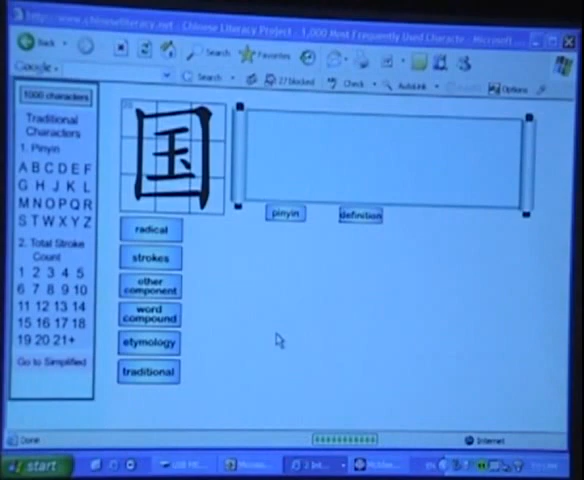 http://www.chineseliteracy.net - Chinese Literacy Project - 1,000 Most Frequently Used Characte - Microsoft
Back Search Favorites
Google Search 27 blocked Check AutoLink Options
1000 characters
Traditional
Characters
1. Pinyin
A B C D E F
G H J K L
M N O P Q R
S T W X Y Z
2. Total Stroke
Count
1 2 3 4 5
6 7 8 9 10
11 12 13 14
15 16 17 18
19 20 21+
Go to Simplified
国
pinyin definition
radical
strokes
other
component
word
compound
etymology
traditional
Done Internet
start